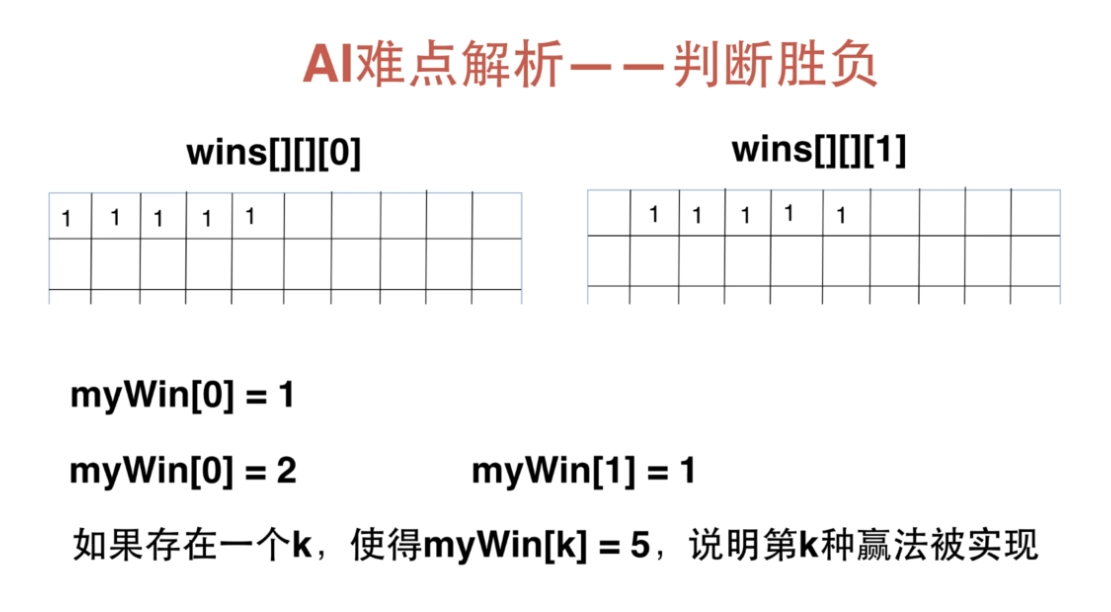 AI难点解析——判断胜负
wins[][][0] wins[][][1]
1 1 1 1 1 1 1 1 1 1
myWin[0] = 1
myWin[0] = 2 myWin[1] = 1
如果存在一个k，使得myWin[k] = 5，说明第k种赢法被实现